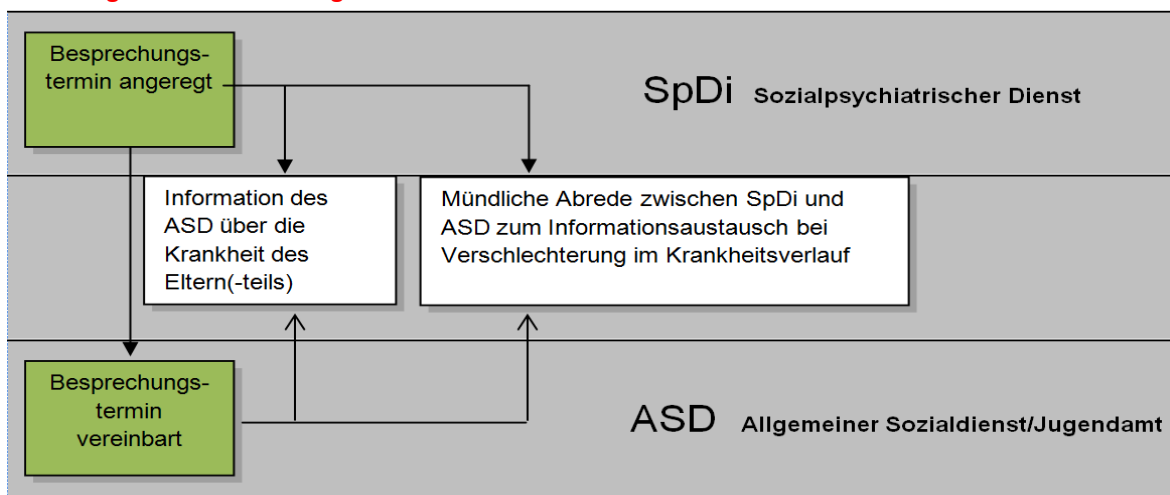 Besprechungs-
termin angeregt
SpDi Sozialpsychiatrischer Dienst
Information des
ASD über die
Krankheit des
Eltern(-teils)
Mündliche Abrede zwischen SpDi und
ASD zum Informationsaustausch bei
Verschlechterung im Krankheitsverlauf
Besprechungs-
termin
vereinbart
ASD Allgemeiner Sozialdienst/Jugendamt